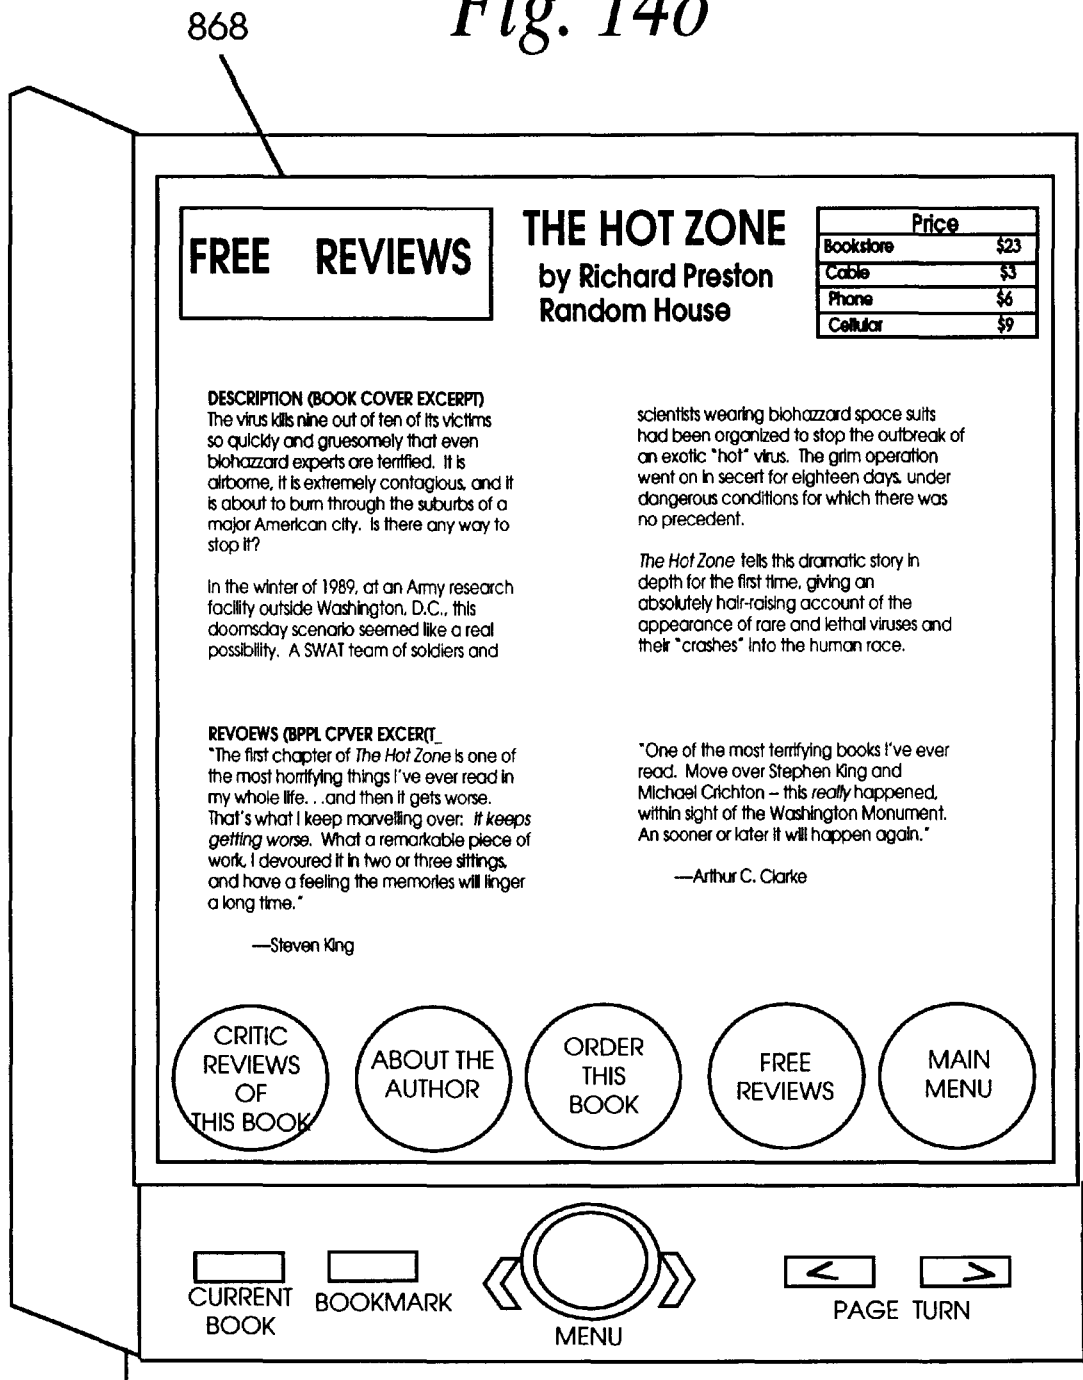 Fig. 14o
868
FREE REVIEWS
THE HOT ZONE
by Richard Preston
Random House
Price
Bookstore $23
Cable $3
Phone $6
Cellular $9
DESCRIPTION (BOOK COVER EXCERPT)
The virus kills nine out of ten of its victims
so quickly and gruesomely that even
biohazzard experts are terrified. It is
airborne, it is extremely contagious, and it
is about to burn through the suburbs of a
major American city. Is there any way to
stop it?
In the winter of 1989, at an Army research
facility outside Washington, D.C., this
doomsday scenario seemed like a real
possibility. A SWAT team of soldiers and
scientists wearing biohazzard space suits
had been organized to stop the outbreak of
an exotic "hot" virus. The grim operation
went on in secert for eighteen days, under
dangerous conditions for which there was
no precedent.
The Hot Zone tells this dramatic story in
depth for the first time, giving an
absolutely hair-raising account of the
appearance of rare and lethal viruses and
their "crashes" into the human race.
REVOEWS (BPPL CPVER EXCER(T_
"The first chapter of The Hot Zone is one of
the most horrifying things I've ever read in
my whole life. . .and then it gets worse.
That's what I keep marvelling over: it keeps
getting worse. What a remarkable piece of
work, I devoured it in two or three sittings,
and have a feeling the memories will linger
a long time."
—Steven King
"One of the most terrifying books I've ever
read. Move over Stephen King and
Michael Crichton – this really happened,
within sight of the Washington Monument.
An sooner or later it will happen again."
—Arthur C. Clarke
CRITIC
REVIEWS
OF
THIS BOOK
ABOUT THE
AUTHOR
ORDER
THIS
BOOK
FREE
REVIEWS
MAIN
MENU
CURRENT
BOOK
BOOKMARK
MENU
< >
PAGE TURN